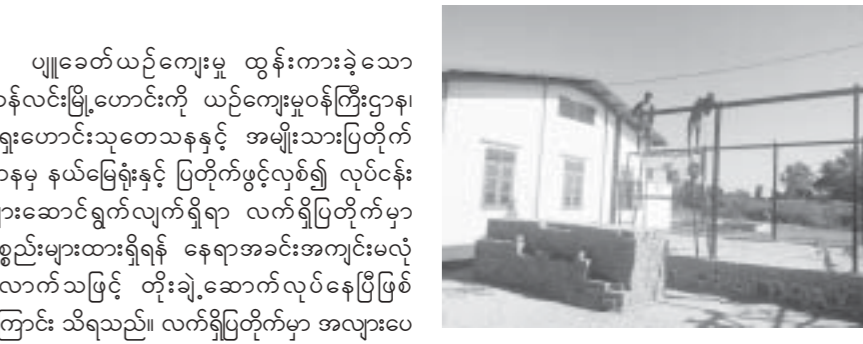 ပျူခေတ်ယဉ်ကျေးမှု ထွန်းကားခဲ့သော
န်လင်းမြို့ဟောင်းကို ယဉ်ကျေးမှုဝန်ကြီးဌာန၊
ရှးဟောင်းသုတေသနနှင့် အမျိုးသားပြတိုက်
ာနမှ နယ်မြေရုံးနှင့် ပြတိုက်ဖွင့်လှစ်၍ လုပ်ငန်း
ျားဆောင်ရွက်လျက်ရှိရာ လက်ရှိပြတိုက်မှာ
စ္စည်းများထားရှိရန် နေရာအခင်းအကျင်းမလုံ
လာက်သဖြင့် တိုးချဲ့ဆောက်လုပ်နေပြီဖြစ်
ကြာင်း သိရသည်။ လက်ရှိပြတိုက်မှာ အလျားပေ